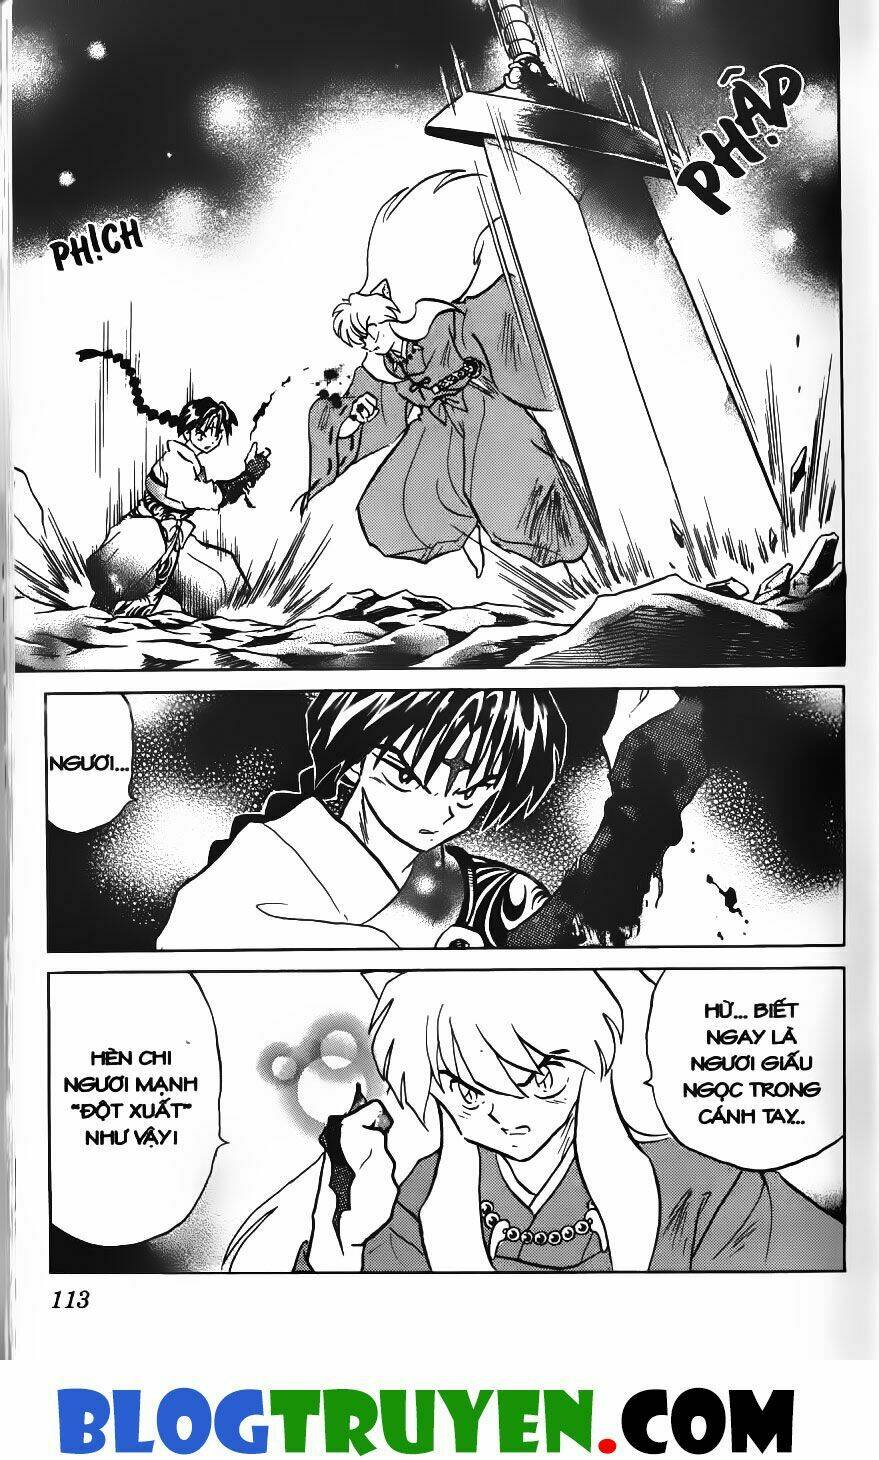 PHẬP
PHỊCH
NGƯƠI...
HỪ... BIẾT
NGAY LÀ
NGƯƠI GIẤU
NGỌC TRONG
CÁNH TAY...
HÈN CHI
NGƯƠI MẠNH
"ĐỘT XUẤT"
NHƯ VẬY!
113
BLOGTRUYEN.COM